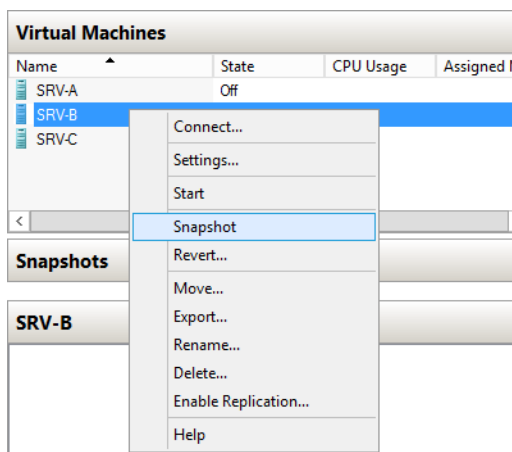 Virtual Machines
Name State CPU Usage Assigned
SRV-A Off
SRV-B
SRV-C
Connect...
Settings...
Start
Snapshot
Revert...
Snapshots
Move...
Export...
SRV-B
Rename...
Delete...
Enable Replication...
Help